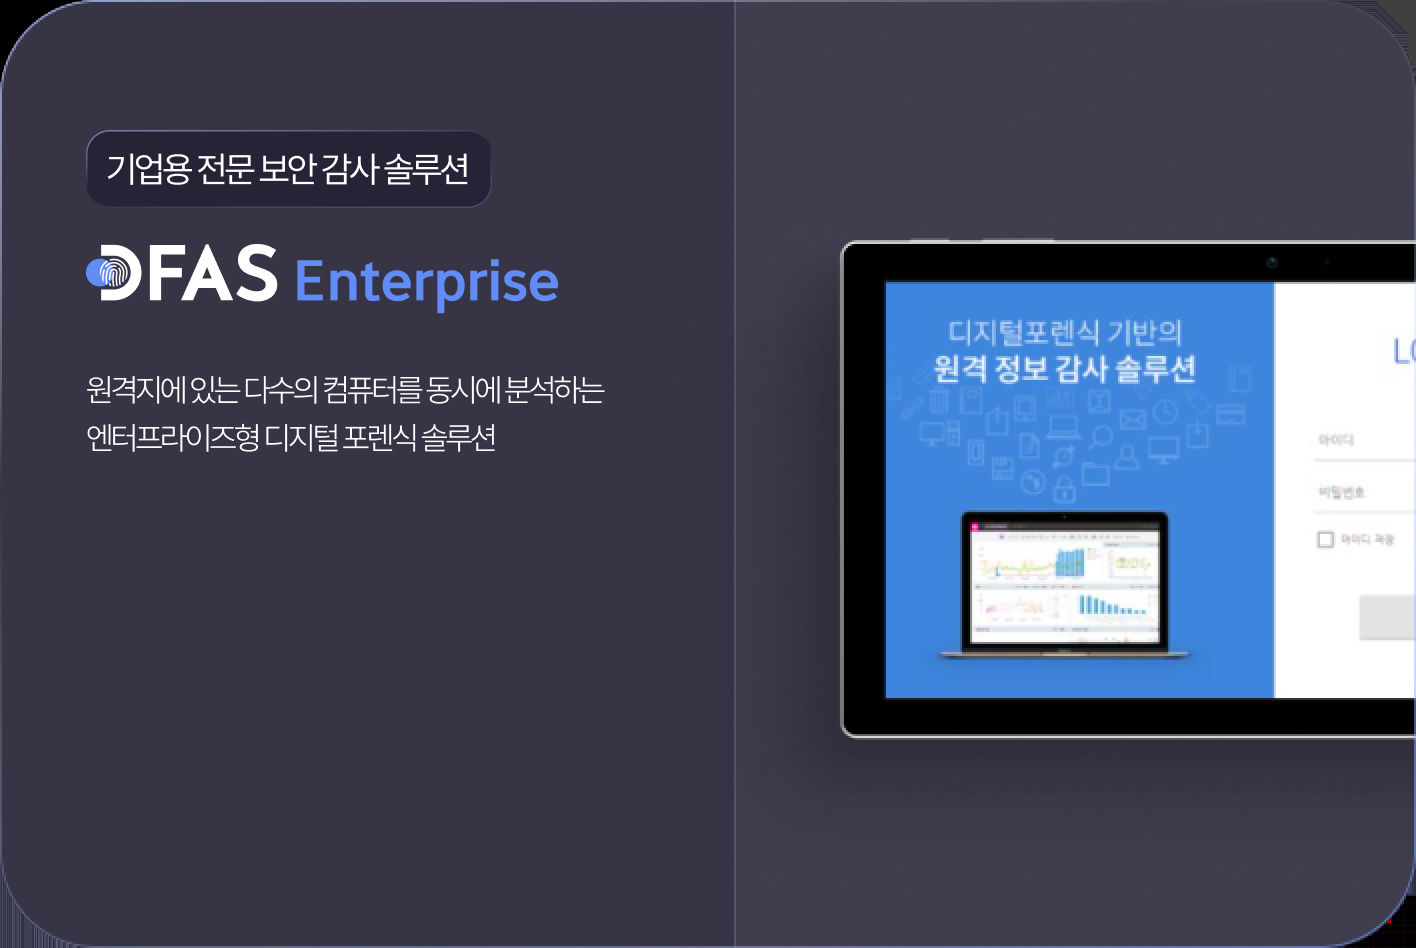 기업용 전문 보안 감사 솔루션
DFAS Enterprise
원격지에 있는 다수의 컴퓨터를 동시에 분석하는
엔터프라이즈형 디지털 포렌식 솔루션
디지털포렌식 기반의
원격 정보 감사 솔루션
아이디
비밀번호
아이디 저장